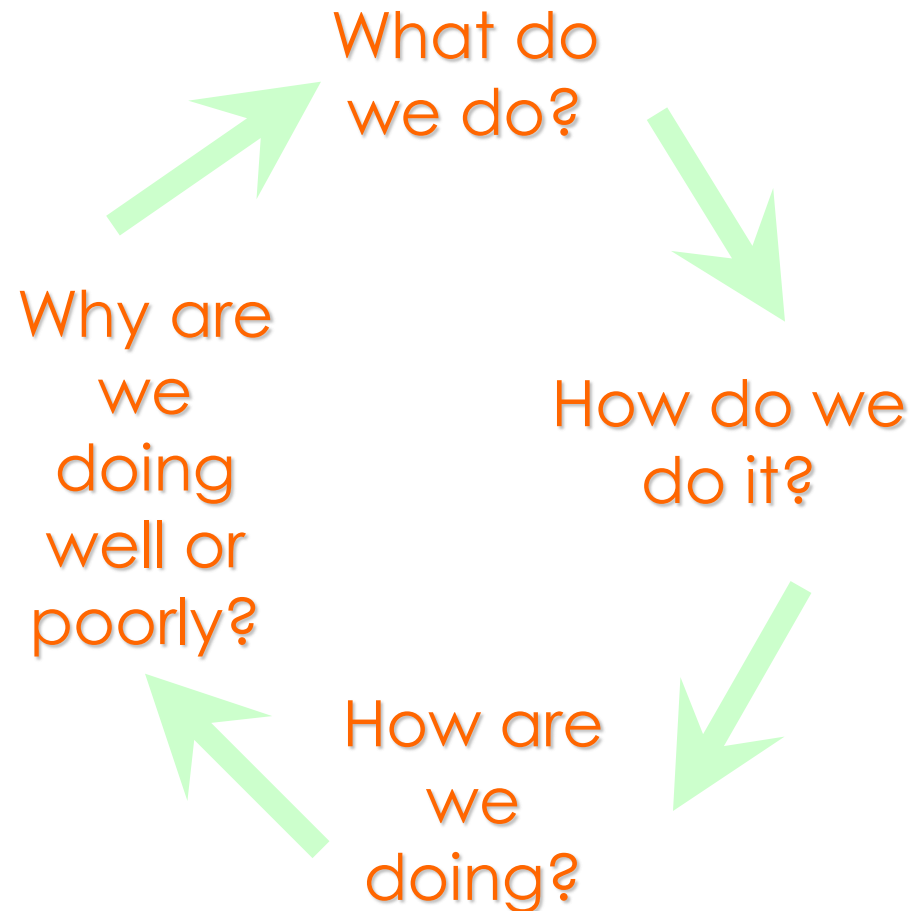 What do
we do?
How do we
do it?
How are
we
doing?
Why are
we
doing
well or
poorly?